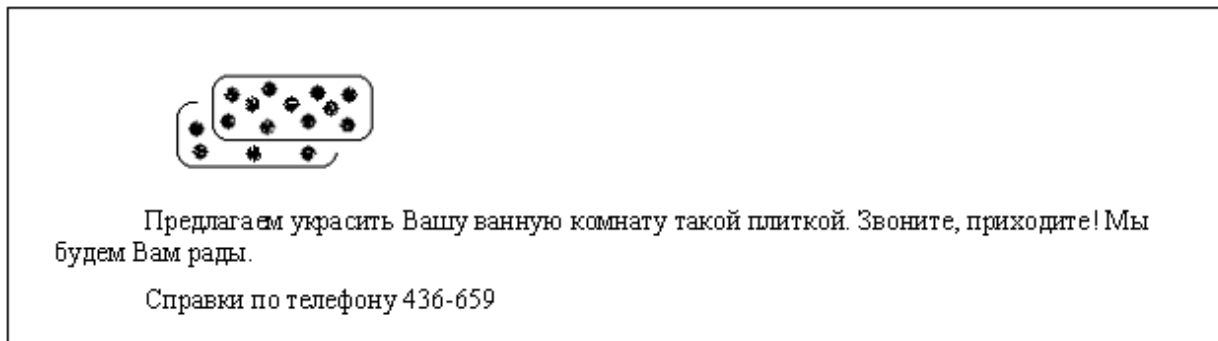 Предлагаем украсить Вашу ванную комнату такой плиткой. Звоните, приходите! Мы
будем Вам рады.
Справки по телефону 436-659